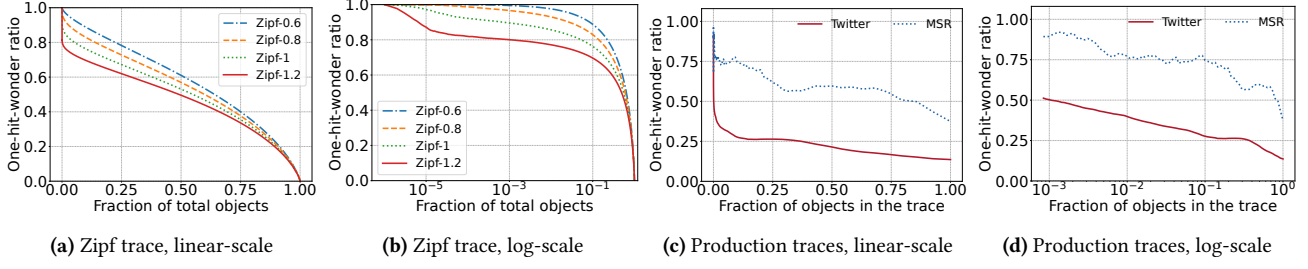 One-hit-wonder ratio
1.0
0.8
0.6
0.4
0.2
0.0
Zipf-0.6
Zipf-0.8
Zipf-1
Zipf-1.2
0.00 0.25 0.50 0.75 1.00
Fraction of total objects
(a) Zipf trace, linear-scale
One-hit-wonder ratio
1.0
0.8
0.6
0.4
0.2
0.0
Zipf-0.6
Zipf-0.8
Zipf-1
Zipf-1.2
10⁻⁵ 10⁻³ 10⁻¹
Fraction of total objects
(b) Zipf trace, log-scale
One-hit-wonder ratio
1.00
0.75
0.50
0.25
0.00
Twitter MSR
0.00 0.25 0.50 0.75 1.00
Fraction of objects in the trace
(c) Production traces, linear-scale
One-hit-wonder ratio
1.00
0.75
0.50
0.25
0.00
Twitter MSR
10⁻³ 10⁻² 10⁻¹ 10⁰
Fraction of objects in the trace
(d) Production traces, log-scale